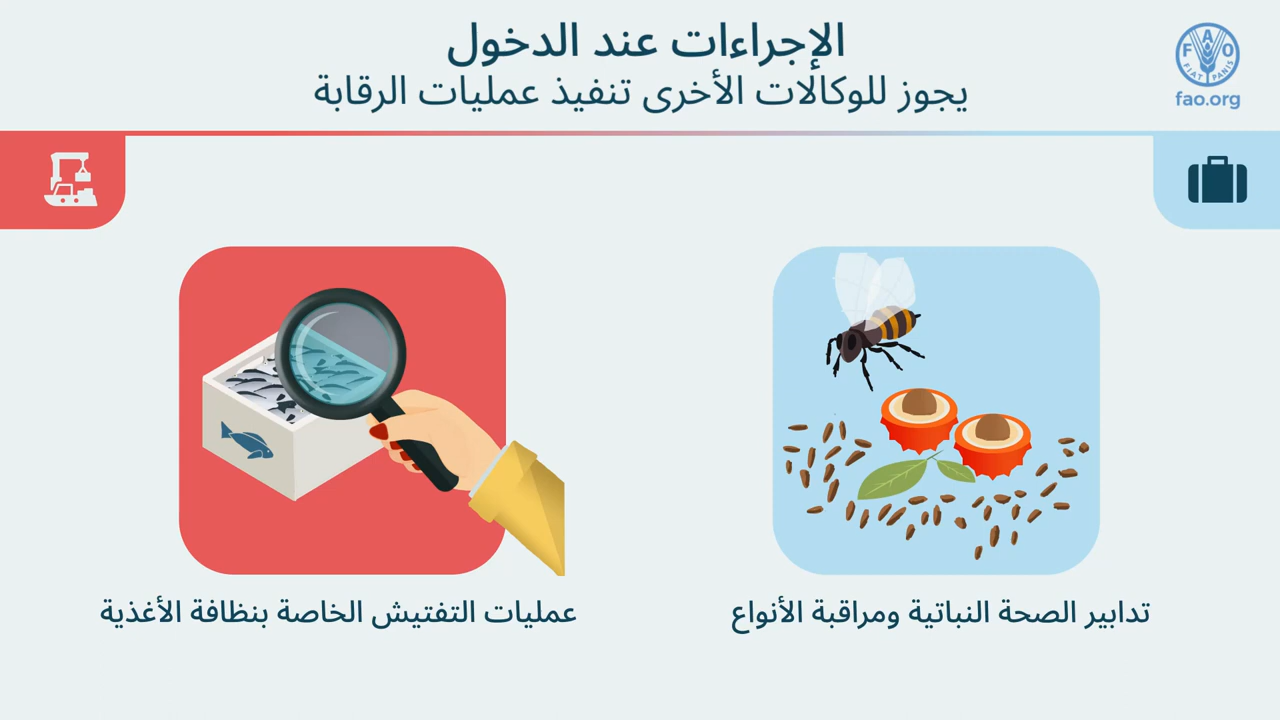 الإجراءات عند الدخول
يجوز للوكالات الأخرى تنفيذ عمليات الرقابة
F A O
FIAT PANIS
fao.org
تدابير الصحة النباتية ومراقبة الأنواع
عمليات التفتيش الخاصة بنظافة الأغذية